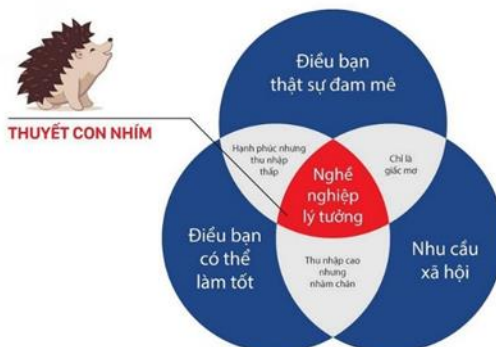 Điều bạn
thật sự đam mê
THUYẾT CON NHÍM
Hạnh phúc nhưng
thu nhập
thấp
Chỉ là
giấc mơ
Nghề
nghiệp
lý tưởng
Điều bạn
có thể
làm tốt
Thu nhập cao
nhưng
nhàm chán
Nhu cầu
xã hội